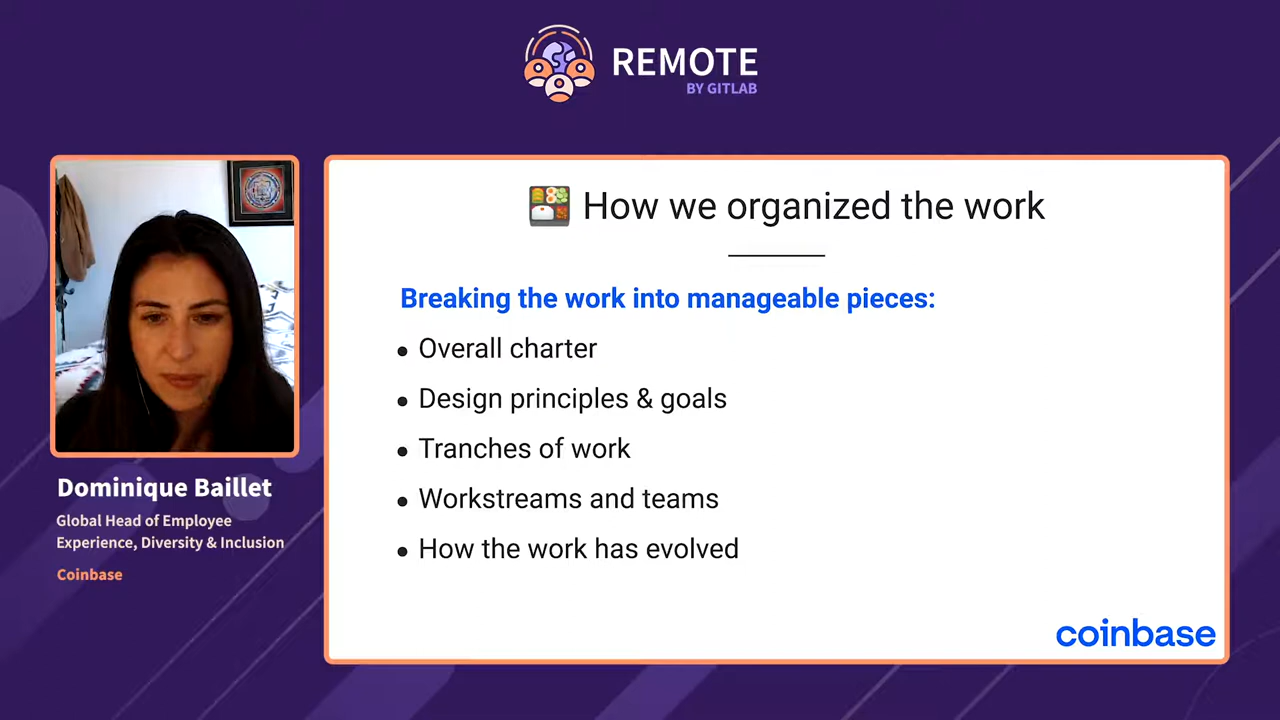 REMOTE
BY GITLAB
How we organized the work
Breaking the work into manageable pieces:
• Overall charter
• Design principles & goals
• Tranches of work
• Workstreams and teams
• How the work has evolved
coinbase
Dominique Baillet
Global Head of Employee
Experience, Diversity & Inclusion
Coinbase